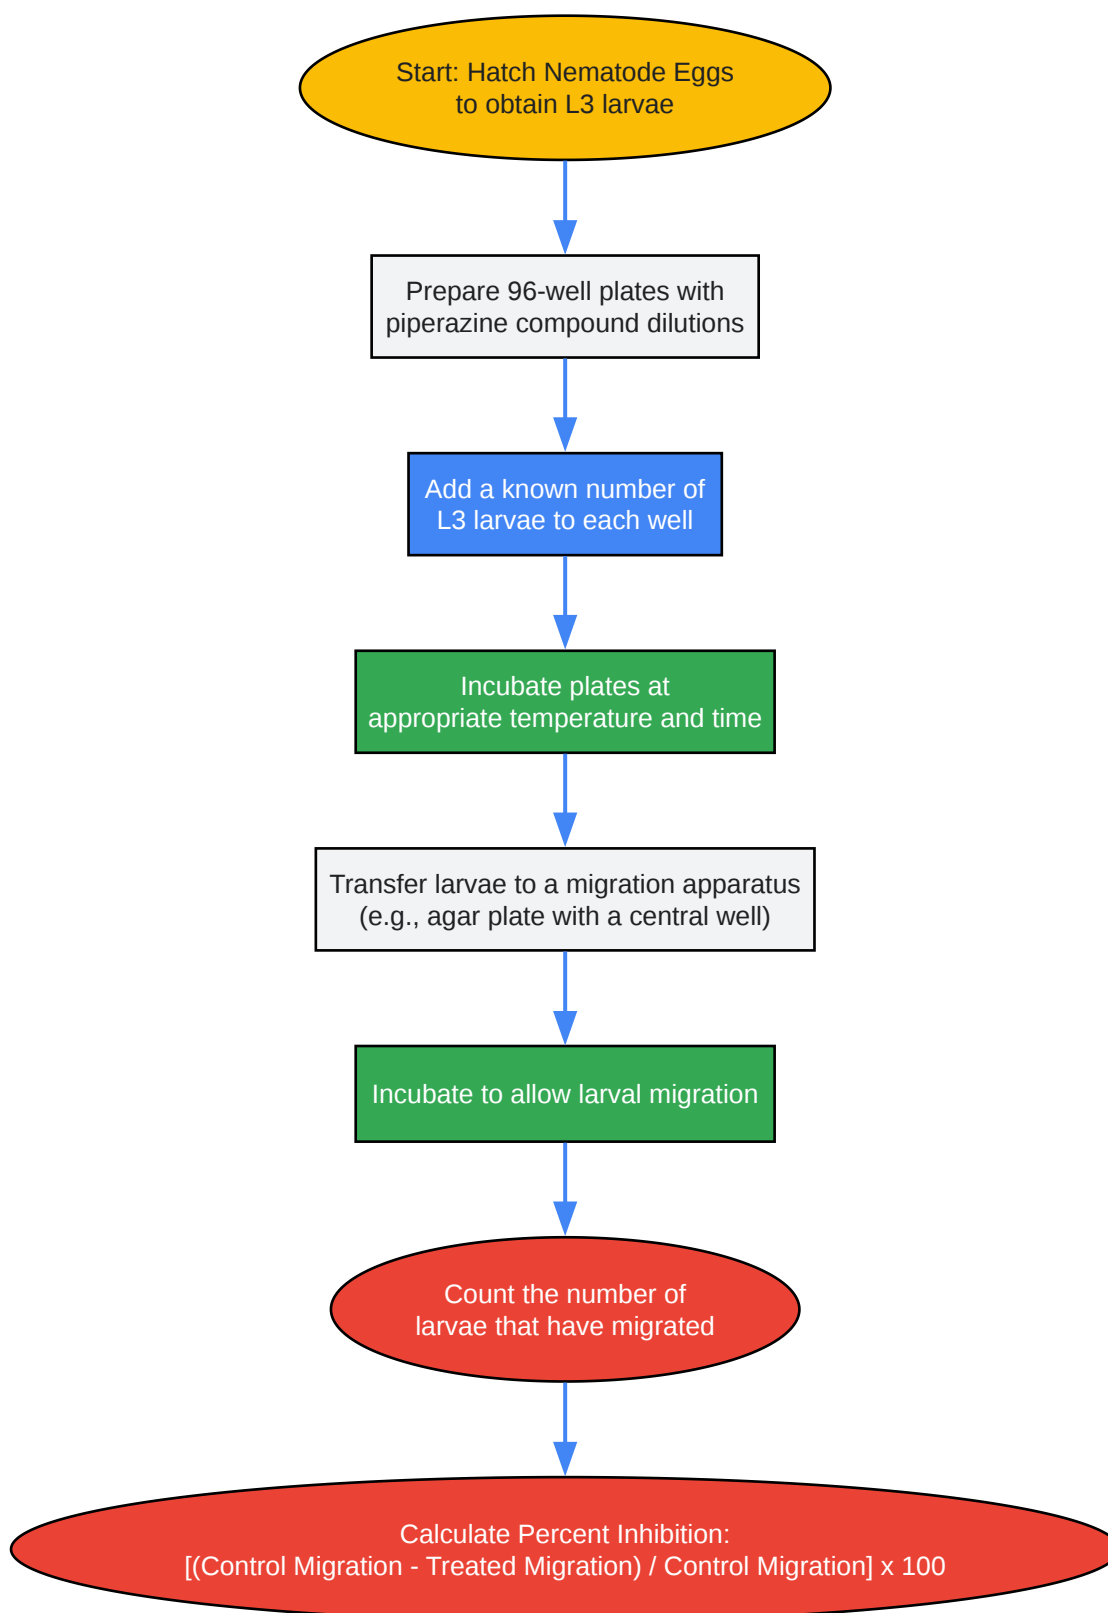 Start: Hatch Nematode Eggs
to obtain L3 larvae
Prepare 96-well plates with
piperazine compound dilutions
Add a known number of
L3 larvae to each well
Incubate plates at
appropriate temperature and time
Transfer larvae to a migration apparatus
(e.g., agar plate with a central well)
Incubate to allow larval migration
Count the number of
larvae that have migrated
Calculate Percent Inhibition:
[(Control Migration - Treated Migration) / Control Migration] x 100